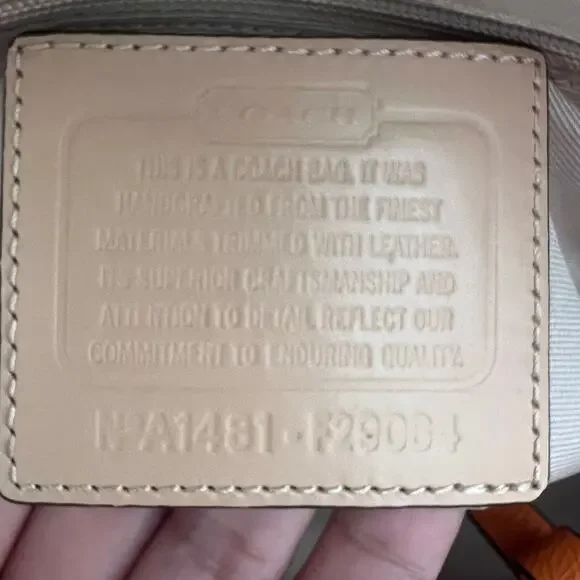 COACH
THIS IS A COACH BAG. IT WAS
HANDCRAFTED FROM THE FINEST
MATERIALS, TRIMMED WITH LEATHER.
ITS SUPERIOR CRAFTSMANSHIP AND
ATTENTION TO DETAIL REFLECT OUR
COMMITMENT TO ENDURING QUALITY.
Nº A1481 - F29064